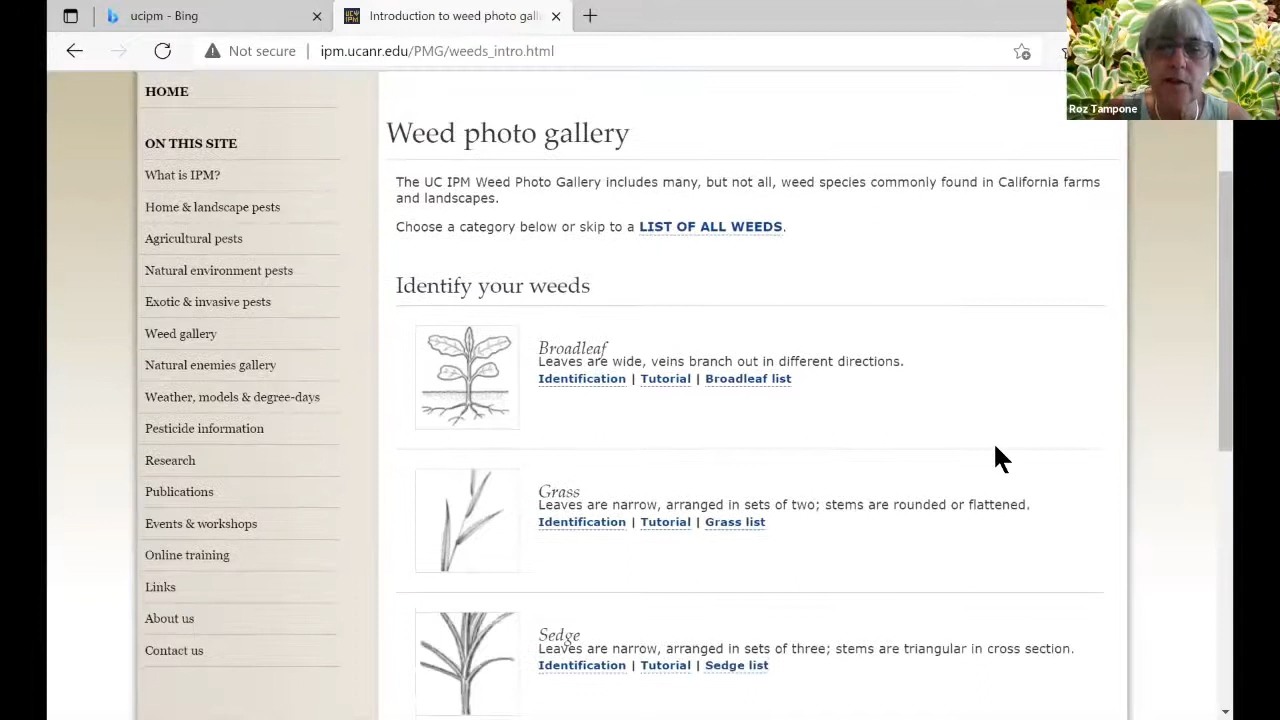 ucipm - Bing
Introduction to weed photo gall
Not secure
ipm.ucanr.edu/PMG/weeds_intro.html
Roz Tampone
HOME
ON THIS SITE
What is IPM?
Home & landscape pests
Agricultural pests
Natural environment pests
Exotic & invasive pests
Weed gallery
Natural enemies gallery
Weather, models & degree-days
Pesticide information
Research
Publications
Events & workshops
Online training
Links
About us
Contact us
Weed photo gallery
The UC IPM Weed Photo Gallery includes many, but not all, weed species commonly found in California farms
and landscapes.
Choose a category below or skip to a LIST OF ALL WEEDS.
Identify your weeds
Broadleaf
Leaves are wide, veins branch out in different directions.
Identification | Tutorial | Broadleaf list
Grass
Leaves are narrow, arranged in sets of two; stems are rounded or flattened.
Identification | Tutorial | Grass list
Sedge
Leaves are narrow, arranged in sets of three; stems are triangular in cross section.
Identification | Tutorial | Sedge list